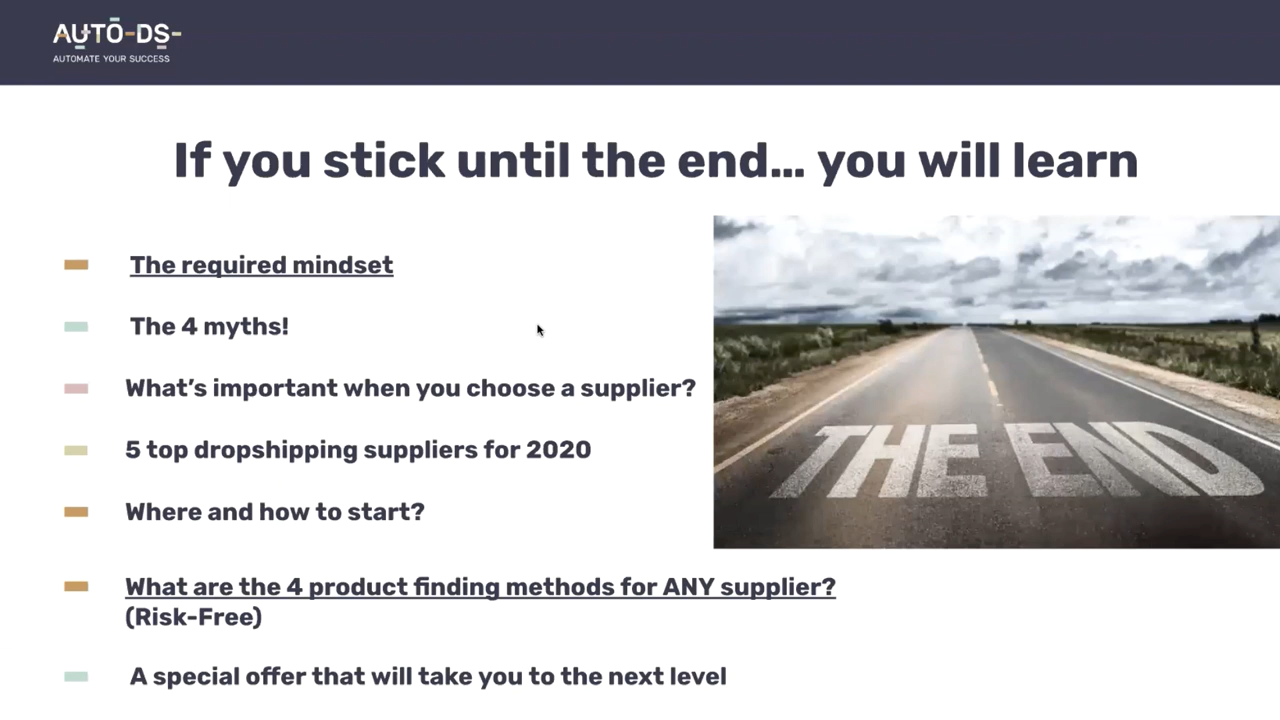 AUTO-DS-
AUTOMATE YOUR SUCCESS
If you stick until the end... you will learn
The required mindset
The 4 myths!
What's important when you choose a supplier?
5 top dropshipping suppliers for 2020
Where and how to start?
What are the 4 product finding methods for ANY supplier?
(Risk-Free)
A special offer that will take you to the next level
THE END